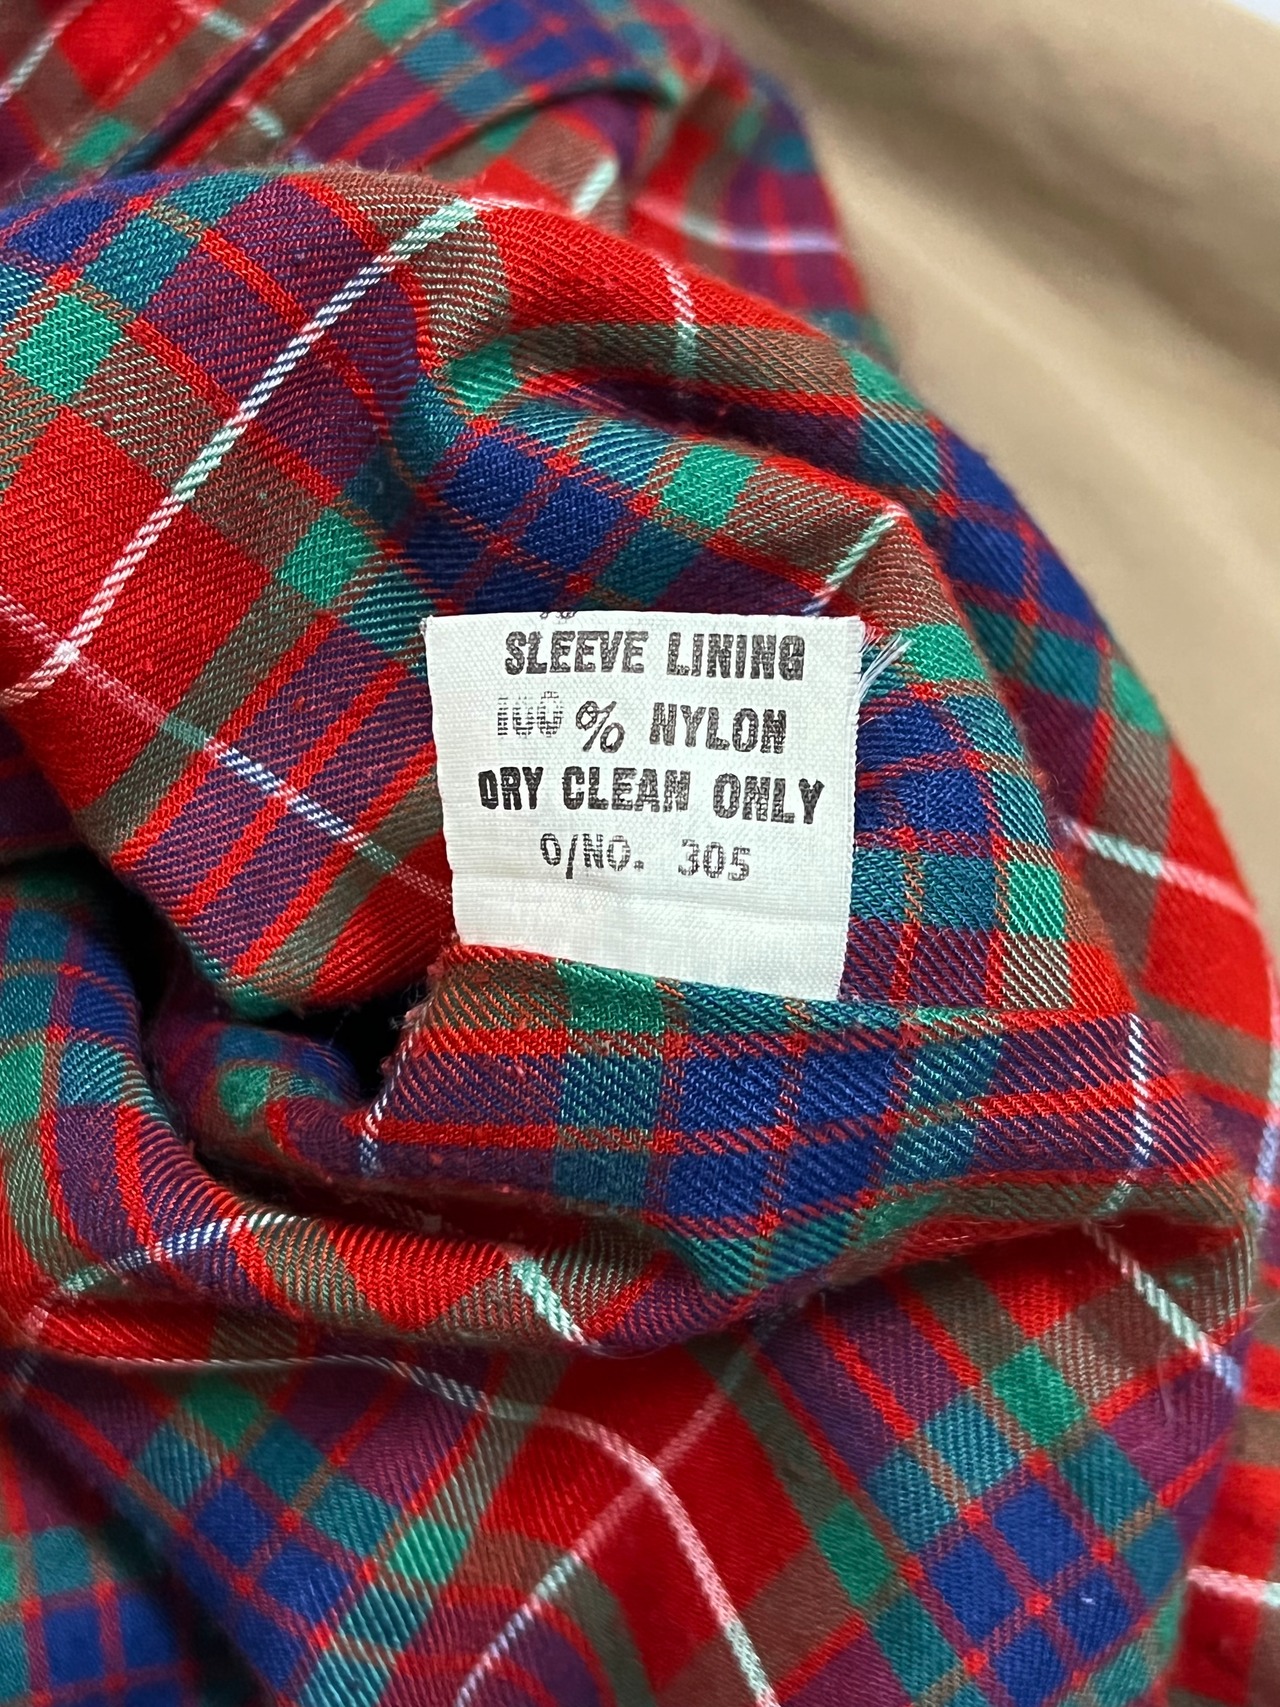 SLEEVE LINING
100% NYLON
DRY CLEAN ONLY
O/NO. 305